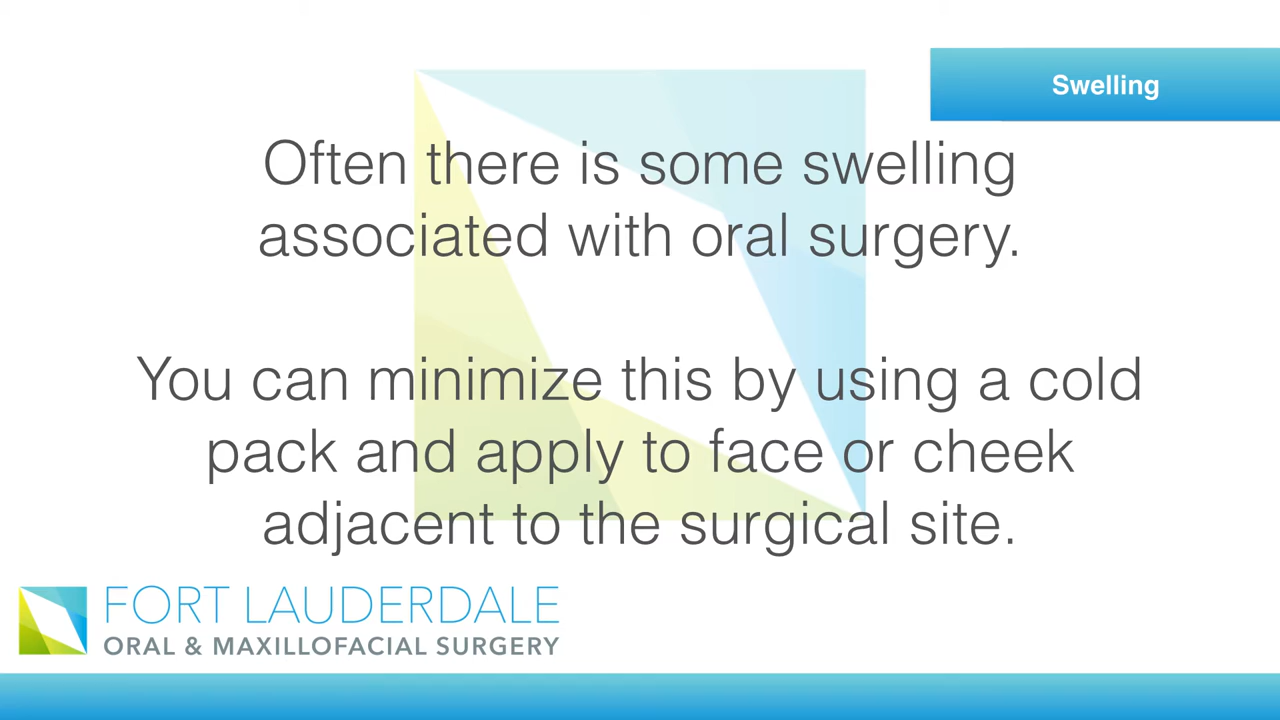 Swelling
Often there is some swelling
associated with oral surgery.
You can minimize this by using a cold
pack and apply to face or cheek
adjacent to the surgical site.
FORT LAUDERDALE
ORAL & MAXILLOFACIAL SURGERY